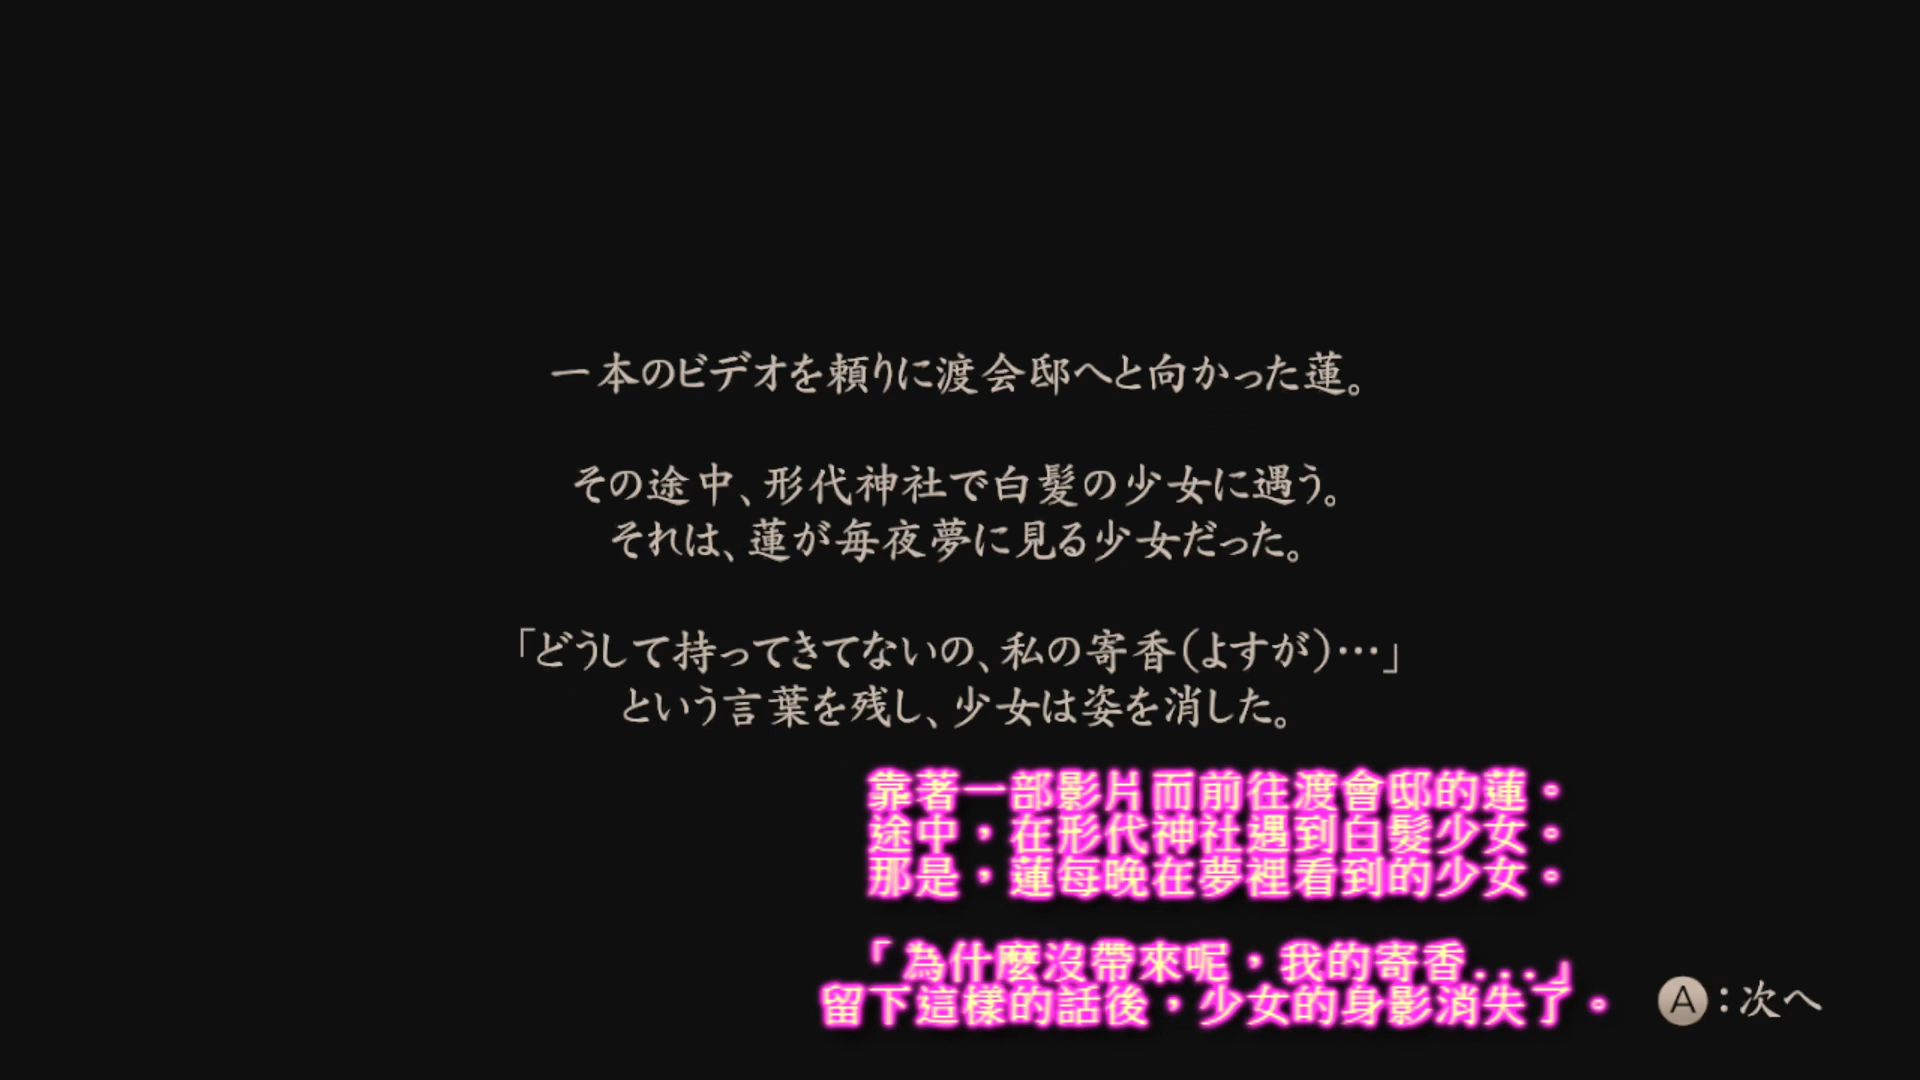 一本のビデオを頼りに渡会邸へと向かった蓮。
その途中、形代神社で白髪の少女に遇う。
それは、蓮が毎夜夢に見る少女だった。
「どうして持ってきてないの、私の寄香(よすが)…」
という言葉を残し、少女は姿を消した。
靠著一部影片而前往渡會邸的蓮。
途中，在形代神社遇到白髮少女。
那是，蓮每晚在夢裡看到的少女。
「為什麼沒帶來呢，我的寄香...」
留下這樣的話後，少女的身影消失了。
A：次へ